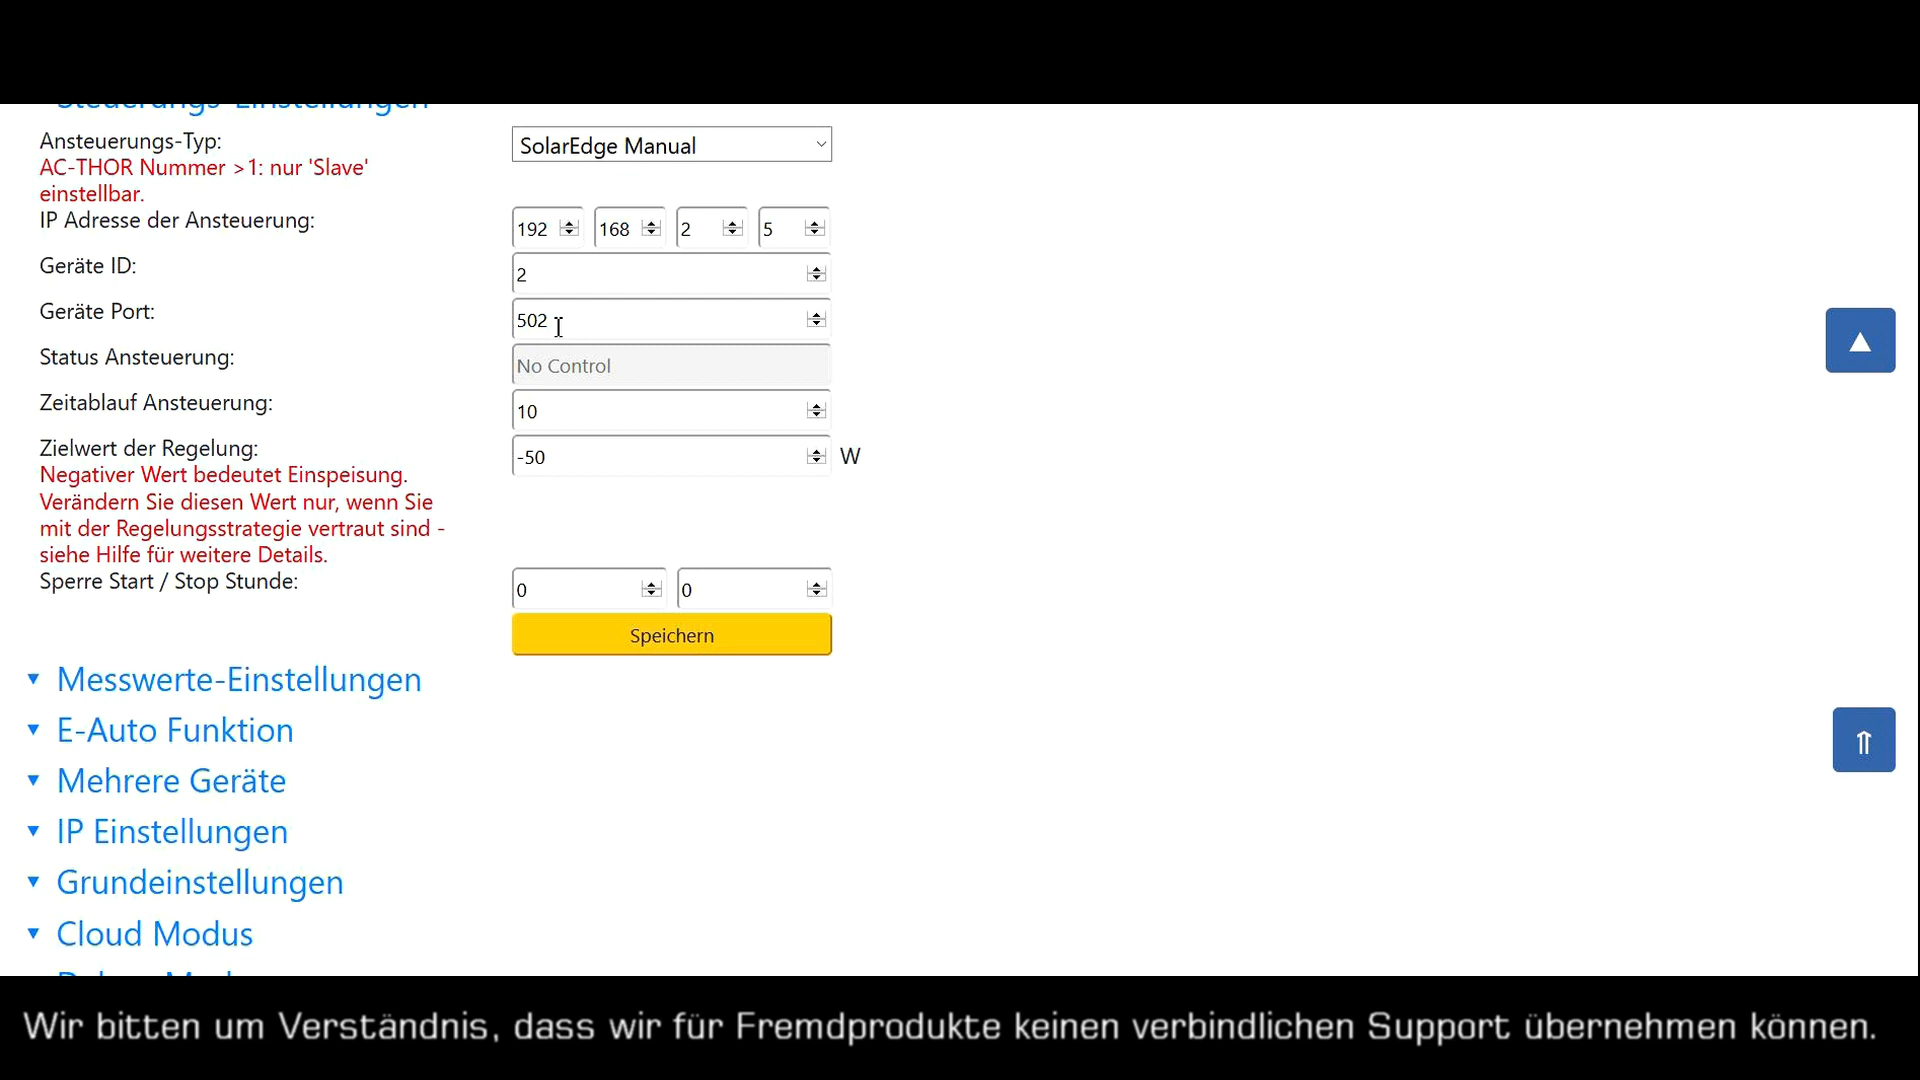 Steuerungs-Einstellungen
Ansteuerungs-Typ:
SolarEdge Manual
AC-THOR Nummer >1: nur 'Slave'
einstellbar.
IP Adresse der Ansteuerung:
192 168 2 5
Geräte ID:
2
Geräte Port:
502
Status Ansteuerung:
No Control
Zeitablauf Ansteuerung:
10
Zielwert der Regelung:
-50 W
Negativer Wert bedeutet Einspeisung.
Verändern Sie diesen Wert nur, wenn Sie
mit der Regelungsstrategie vertraut sind -
siehe Hilfe für weitere Details.
Sperre Start / Stop Stunde:
0 0
Speichern
Messwerte-Einstellungen
E-Auto Funktion
Mehrere Geräte
IP Einstellungen
Grundeinstellungen
Cloud Modus
Wir bitten um Verständnis, dass wir für Fremdprodukte keinen verbindlichen Support übernehmen können.